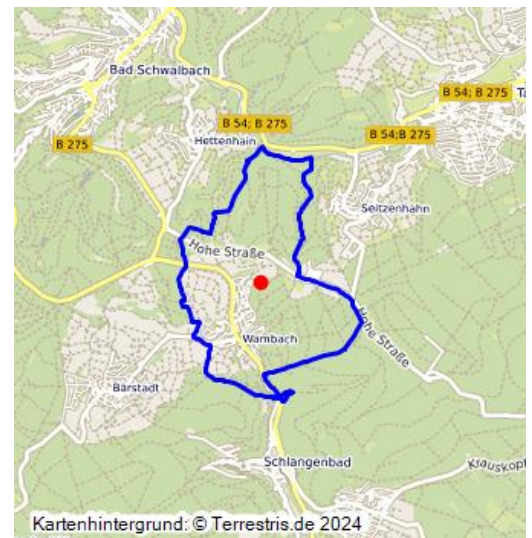 Bad Schwalbach
B 54; B 275
B 54;B 275
Ta
B 275
Hettenhain
Seitzenhahn
Hohe Straße
Hohe Straße
Wambach
Bärstadt
Schlangenbad
Krauskopf
Kartenhintergrund: © Terrestris.de 2024